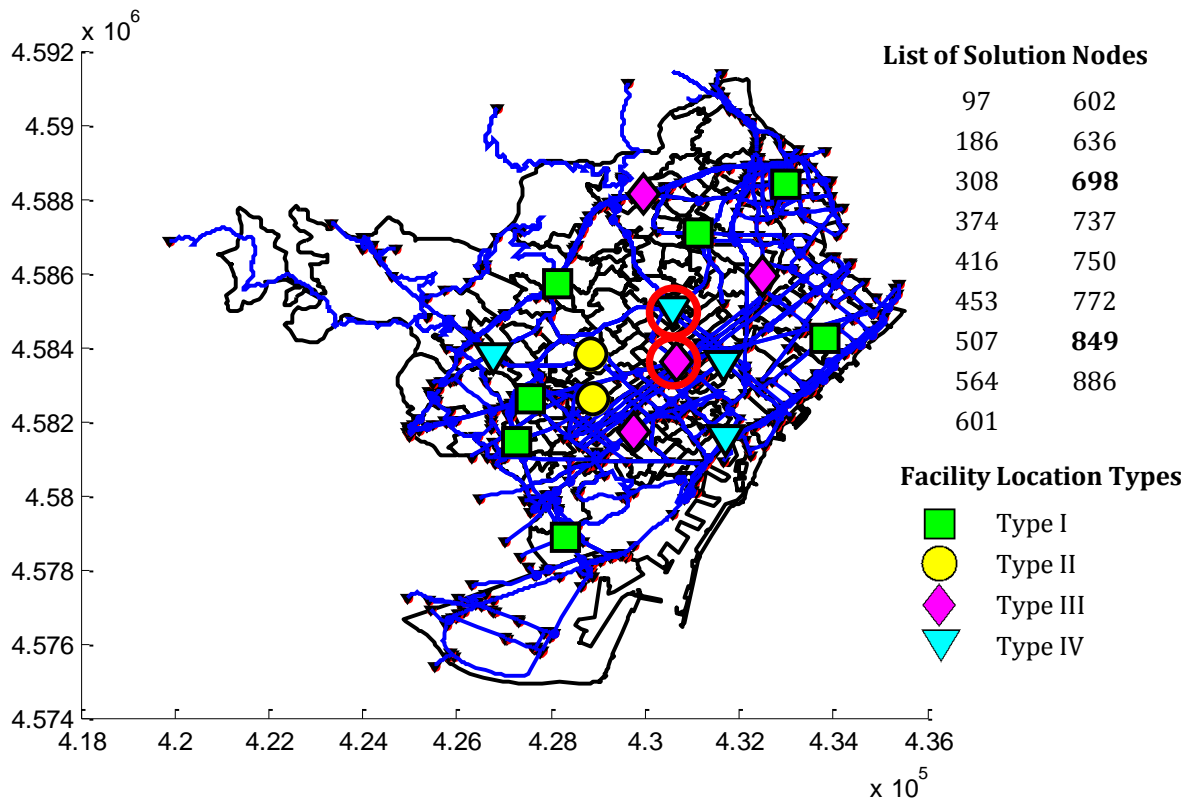 x 10^6
4.592
4.59
4.588
4.586
4.584
4.582
4.58
4.578
4.576
4.574
4.18 4.2 4.22 4.24 4.26 4.28 4.3 4.32 4.34 4.36
x 10^5
List of Solution Nodes
97 602
186 636
308 698
374 737
416 750
453 772
507 849
564 886
601
Facility Location Types
Type I
Type II
Type III
Type IV